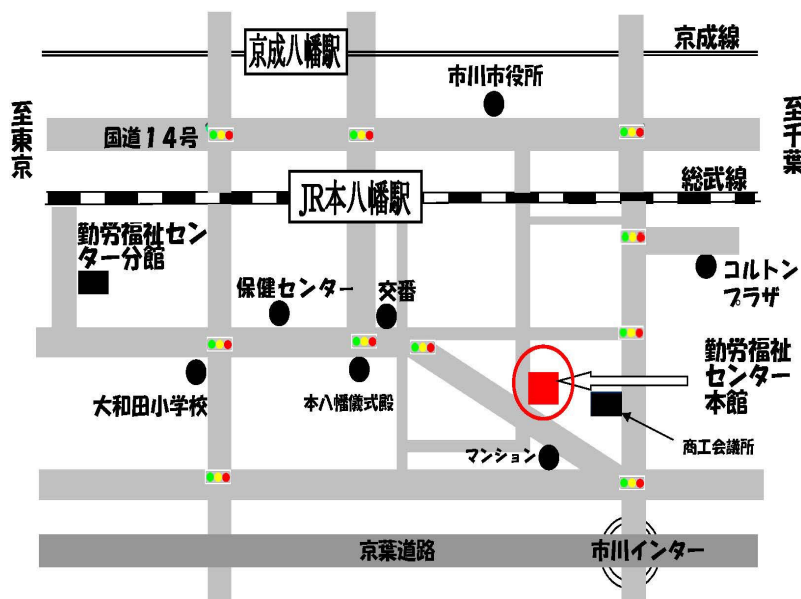 京成線
京成八幡駅
市川市役所
至東京
至千葉
国道14号
総武線
JR本八幡駅
勤労福祉セン
ター分館
保健センター
交番
コルトン
プラザ
勤労福祉
センター
本館
大和田小学校
本八幡儀式殿
マンション
商工会議所
京葉道路
市川インター